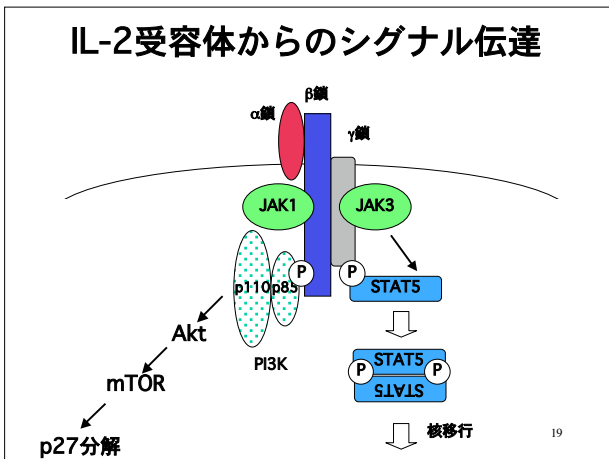 IL-2受容体からのシグナル伝達
β鎖
α鎖
γ鎖
JAK1
JAK3
P
P
p110
p85
STAT5
Akt
PI3K
STAT5
P
P
STAT5
mTOR
核移行
19
p27分解